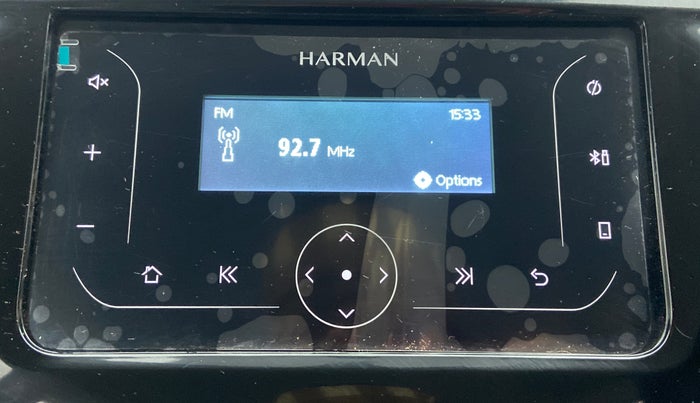 HARMAN
FM 15:33
92.7 MHz
Options